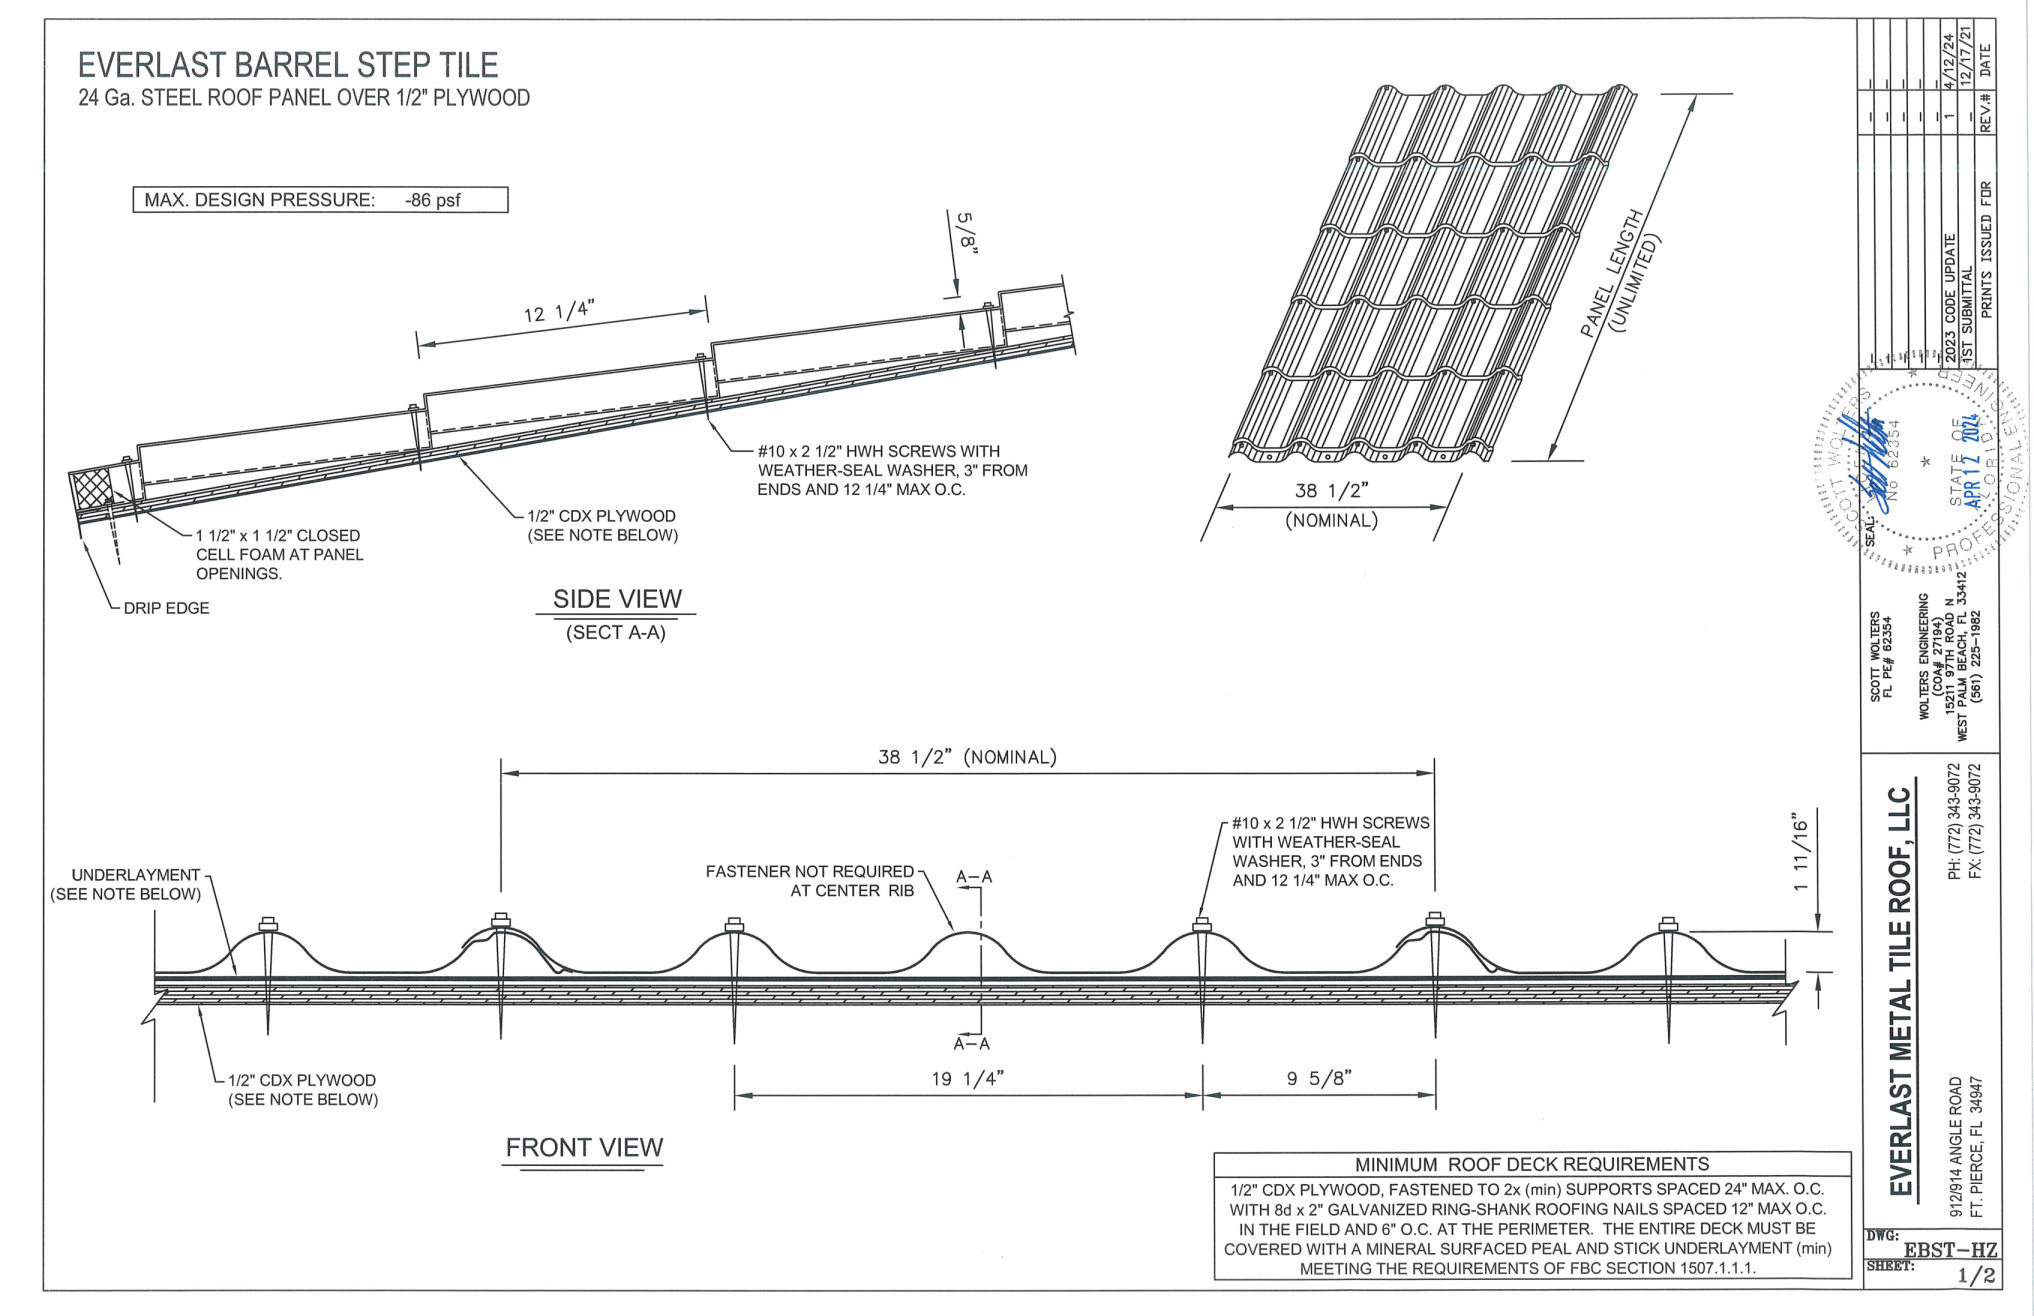 EVERLAST BARREL STEP TILE
24 Ga. STEEL ROOF PANEL OVER 1/2" PLYWOOD
MAX. DESIGN PRESSURE: -86 psf
5/8"
12 1/4"
#10 x 2 1/2" HWH SCREWS WITH
WEATHER-SEAL WASHER, 3" FROM
ENDS AND 12 1/4" MAX O.C.
1/2" CDX PLYWOOD
(SEE NOTE BELOW)
1 1/2" x 1 1/2" CLOSED
CELL FOAM AT PANEL
OPENINGS.
DRIP EDGE
SIDE VIEW
(SECT A-A)
PANEL LENGTH
(UNLIMITED)
38 1/2"
(NOMINAL)
38 1/2" (NOMINAL)
#10 x 2 1/2" HWH SCREWS
WITH WEATHER-SEAL
WASHER, 3" FROM ENDS
AND 12 1/4" MAX O.C.
UNDERLAYMENT
(SEE NOTE BELOW)
FASTENER NOT REQUIRED
AT CENTER RIB
A-A
1 11/16"
A-A
19 1/4"
9 5/8"
1/2" CDX PLYWOOD
(SEE NOTE BELOW)
FRONT VIEW
MINIMUM ROOF DECK REQUIREMENTS
1/2" CDX PLYWOOD, FASTENED TO 2x (min) SUPPORTS SPACED 24" MAX. O.C.
WITH 8d x 2" GALVANIZED RING-SHANK ROOFING NAILS SPACED 12" MAX O.C.
IN THE FIELD AND 6" O.C. AT THE PERIMETER. THE ENTIRE DECK MUST BE
COVERED WITH A MINERAL SURFACED PEAL AND STICK UNDERLAYMENT (min)
MEETING THE REQUIREMENTS OF FBC SECTION 1507.1.1.1.
2023 CODE UPDATE 1 4/12/24
1ST SUBMITTAL - 12/17/21
PRINTS ISSUED FOR REV.# DATE
SEAL:
SCOTT WOLTERS
No 62354
STATE OF
FLORIDA
PROFESSIONAL ENGINEER
APR 12 2024
SCOTT WOLTERS
FL PE# 62354
WOLTERS ENGINEERING
(COA# 27194)
15211 97TH ROAD N
WEST PALM BEACH, FL 33412
(561) 225-1982
EVERLAST METAL TILE ROOF, LLC
912/914 ANGLE ROAD
FT. PIERCE, FL 34947
PH: (772) 343-9072
FX: (772) 343-9072
DWG:
EBST-HZ
SHEET:
1/2